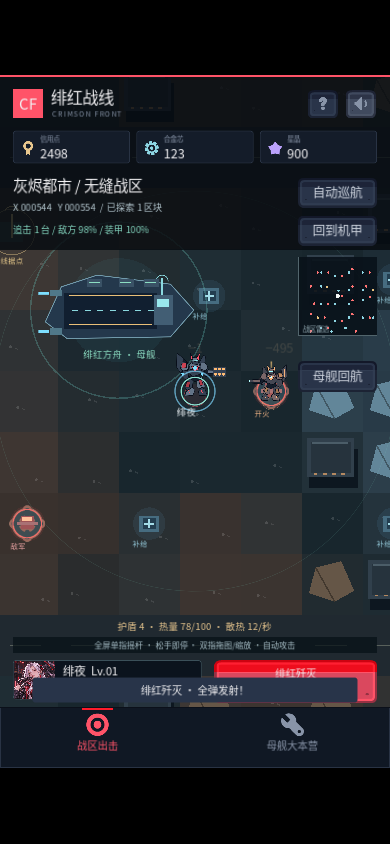 CF
绯红战线
CRIMSON FRONT
?
信用点
2498
合金芯
123
星晶
900
灰烬都市 / 无缝战区
X 000544 Y 000554 / 已探索 1 区块
追击 1 台 / 敌方 98% / 装甲 100%
自动巡航
回到机甲
线据点
补给
绯红方舟 · 母舰
-495
母舰回航
绯夜
开火
敌军
补给
护盾 4 · 热量 78/100 · 散热 12/秒
全屏单指摇杆 · 松手即停 · 双指拖图/缩放 · 自动攻击
绯夜 Lv.01
绯红歼灭
绯红歼灭 · 全弹发射!
战区出击
母舰大本营